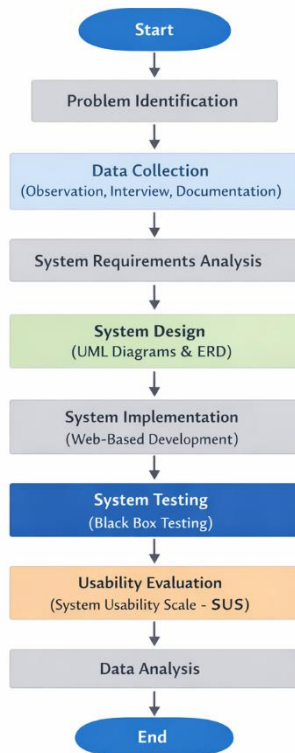 Start
Problem Identification
Data Collection
(Observation, Interview, Documentation)
System Requirements Analysis
System Design
(UML Diagrams & ERD)
System Implementation
(Web-Based Development)
System Testing
(Black Box Testing)
Usability Evaluation
(System Usability Scale - SUS)
Data Analysis
End